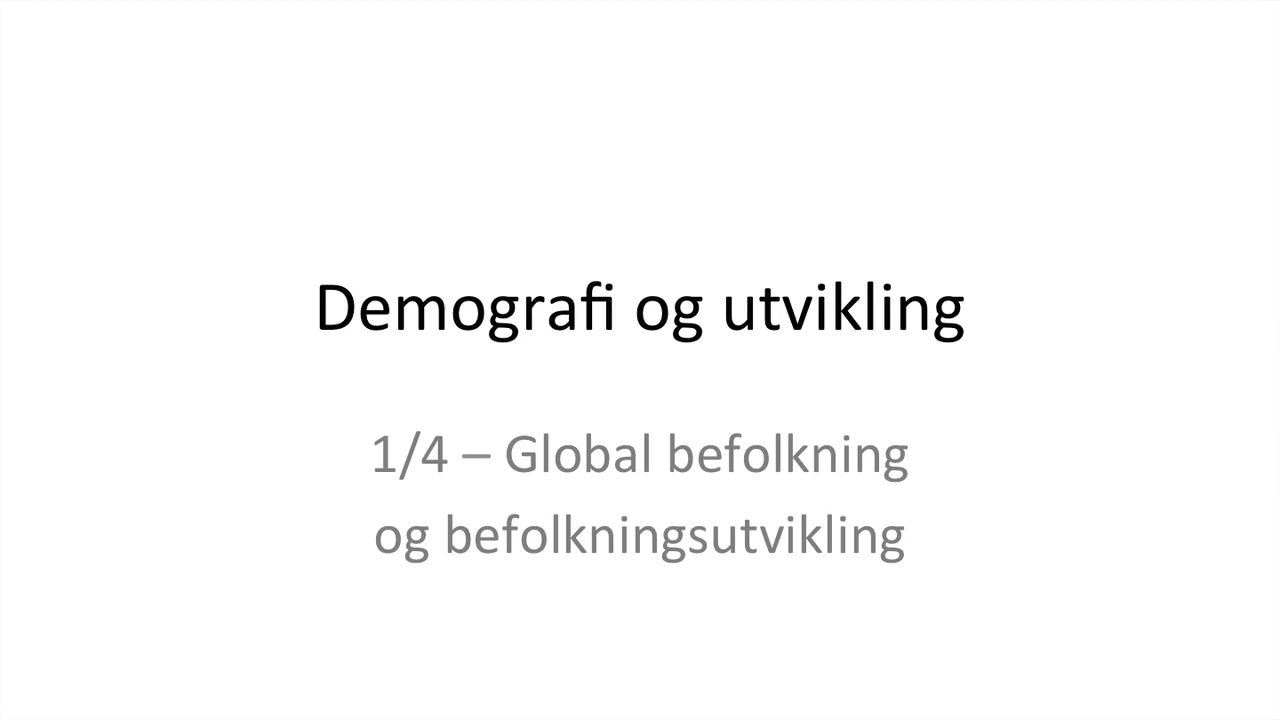 Demografi og utvikling
1/4 – Global befolkning
og befolkningsutvikling